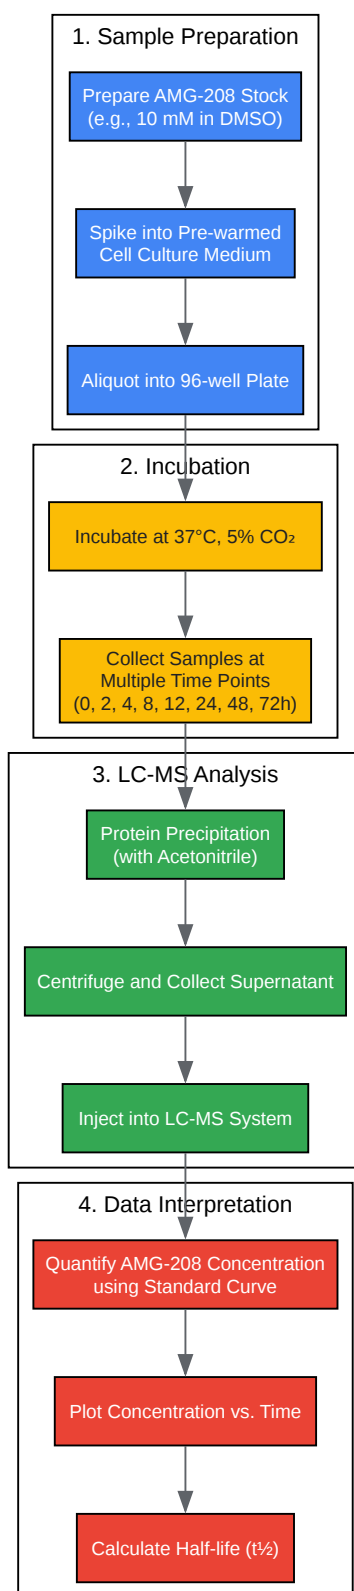 1. Sample Preparation
Prepare AMG-208 Stock
(e.g., 10 mM in DMSO)
Spike into Pre-warmed
Cell Culture Medium
Aliquot into 96-well Plate
2. Incubation
Incubate at 37°C, 5% CO₂
Collect Samples at
Multiple Time Points
(0, 2, 4, 8, 12, 24, 48, 72h)
3. LC-MS Analysis
Protein Precipitation
(with Acetonitrile)
Centrifuge and Collect Supernatant
Inject into LC-MS System
4. Data Interpretation
Quantify AMG-208 Concentration
using Standard Curve
Plot Concentration vs. Time
Calculate Half-life (t½)